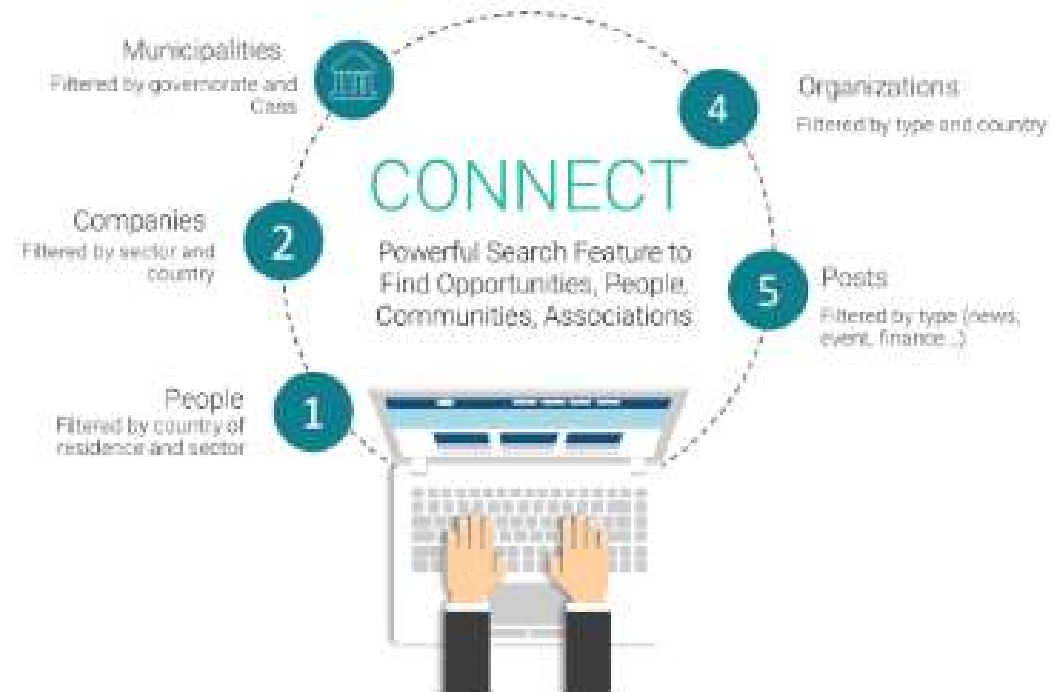 Municipalities
Filtered by governorate and
Casa
4
Organizations
Filtered by type and country
CONNECT
Companies
Filtered by sector and
country
2
Powerful Search Feature to
Find Opportunities, People,
Communities, Associations
5
Posts
Filtered by type (news,
event, finance...)
People
Filtered by country of
residence and sector
1